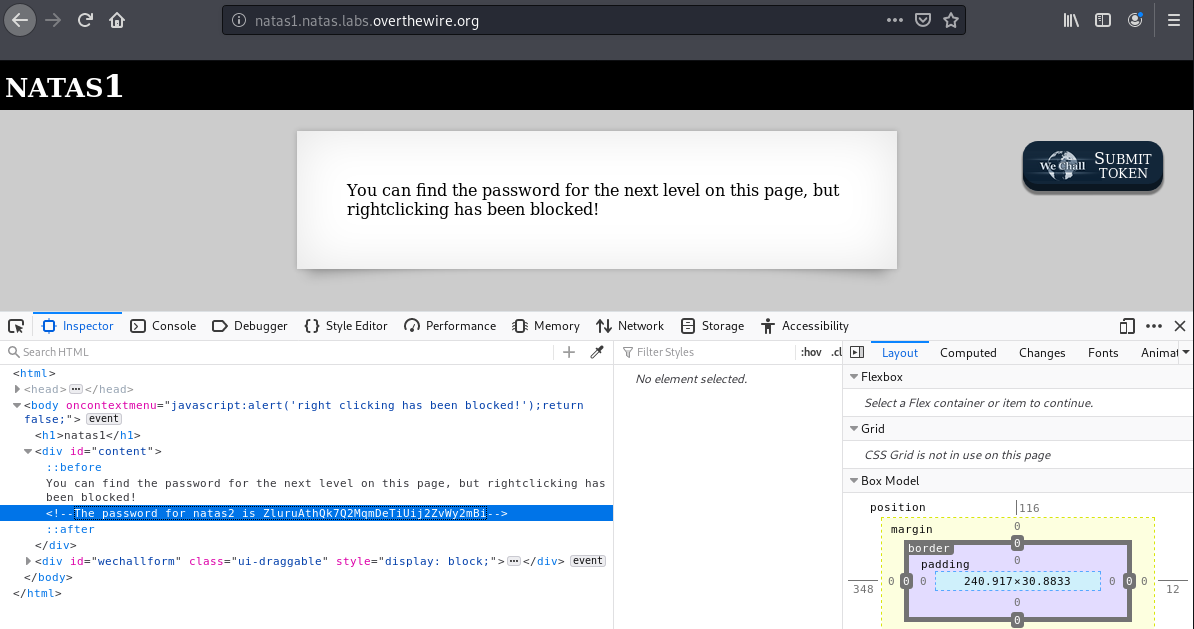 natas1.natas.labs.overthewire.org
NATAS1
You can find the password for the next level on this page, but
rightclicking has been blocked!
We Chall
SUBMIT
TOKEN
Inspector Console Debugger Style Editor Performance Memory Network Storage Accessibility
Search HTML
Filter Styles
:hov .cl
Layout Computed Changes Fonts Animat
<html>
<head> ··· </head>
<body oncontextmenu="javascript:alert('right clicking has been blocked!');return
false;"> event
<h1>natas1</h1>
<div id="content">
::before
You can find the password for the next level on this page, but rightclicking has
been blocked!
<!--The password for natas2 is ZluruAthQk7Q2MqmDeTiUij2ZvWy2mBi-->
::after
</div>
<div id="wechallform" class="ui-draggable" style="display: block;"> ··· </div> event
</body>
</html>
No element selected.
Flexbox
Select a Flex container or item to continue.
Grid
CSS Grid is not in use on this page
Box Model
position 116
margin 0
border 0
padding 0
348 0 0 0 240.917×30.8833 0 0 0 12
0
0